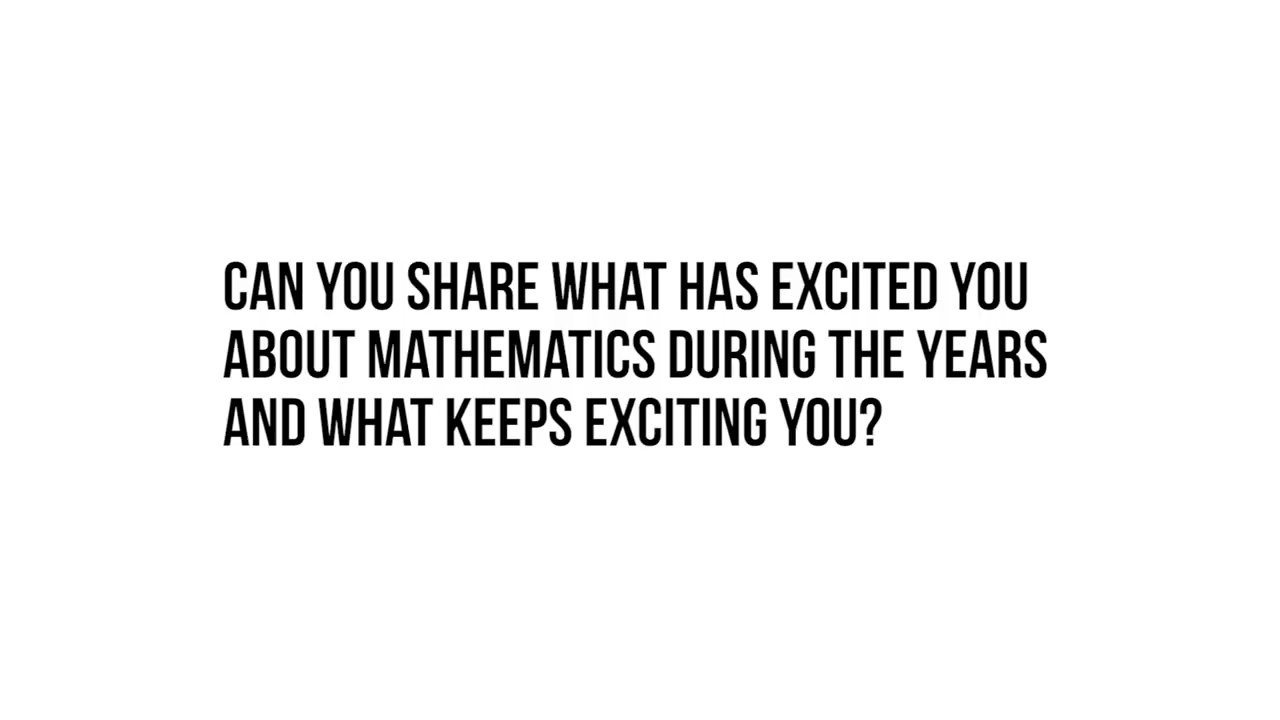 CAN YOU SHARE WHAT HAS EXCITED YOU
ABOUT MATHEMATICS DURING THE YEARS
AND WHAT KEEPS EXCITING YOU?